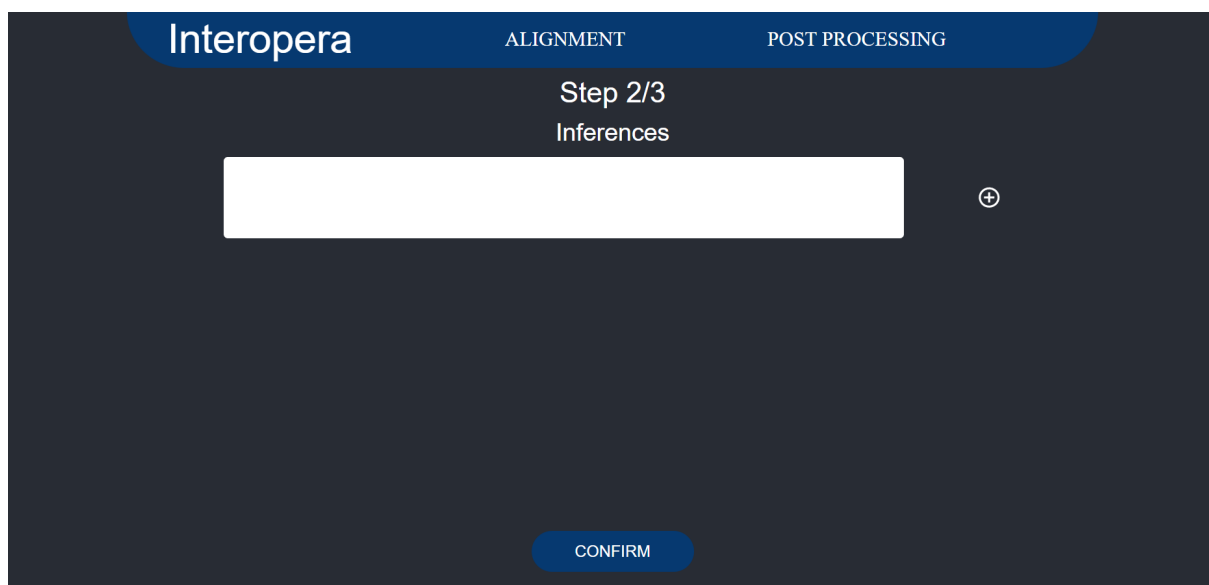 Interopera ALIGNMENT POST PROCESSING
Step 2/3
Inferences
CONFIRM